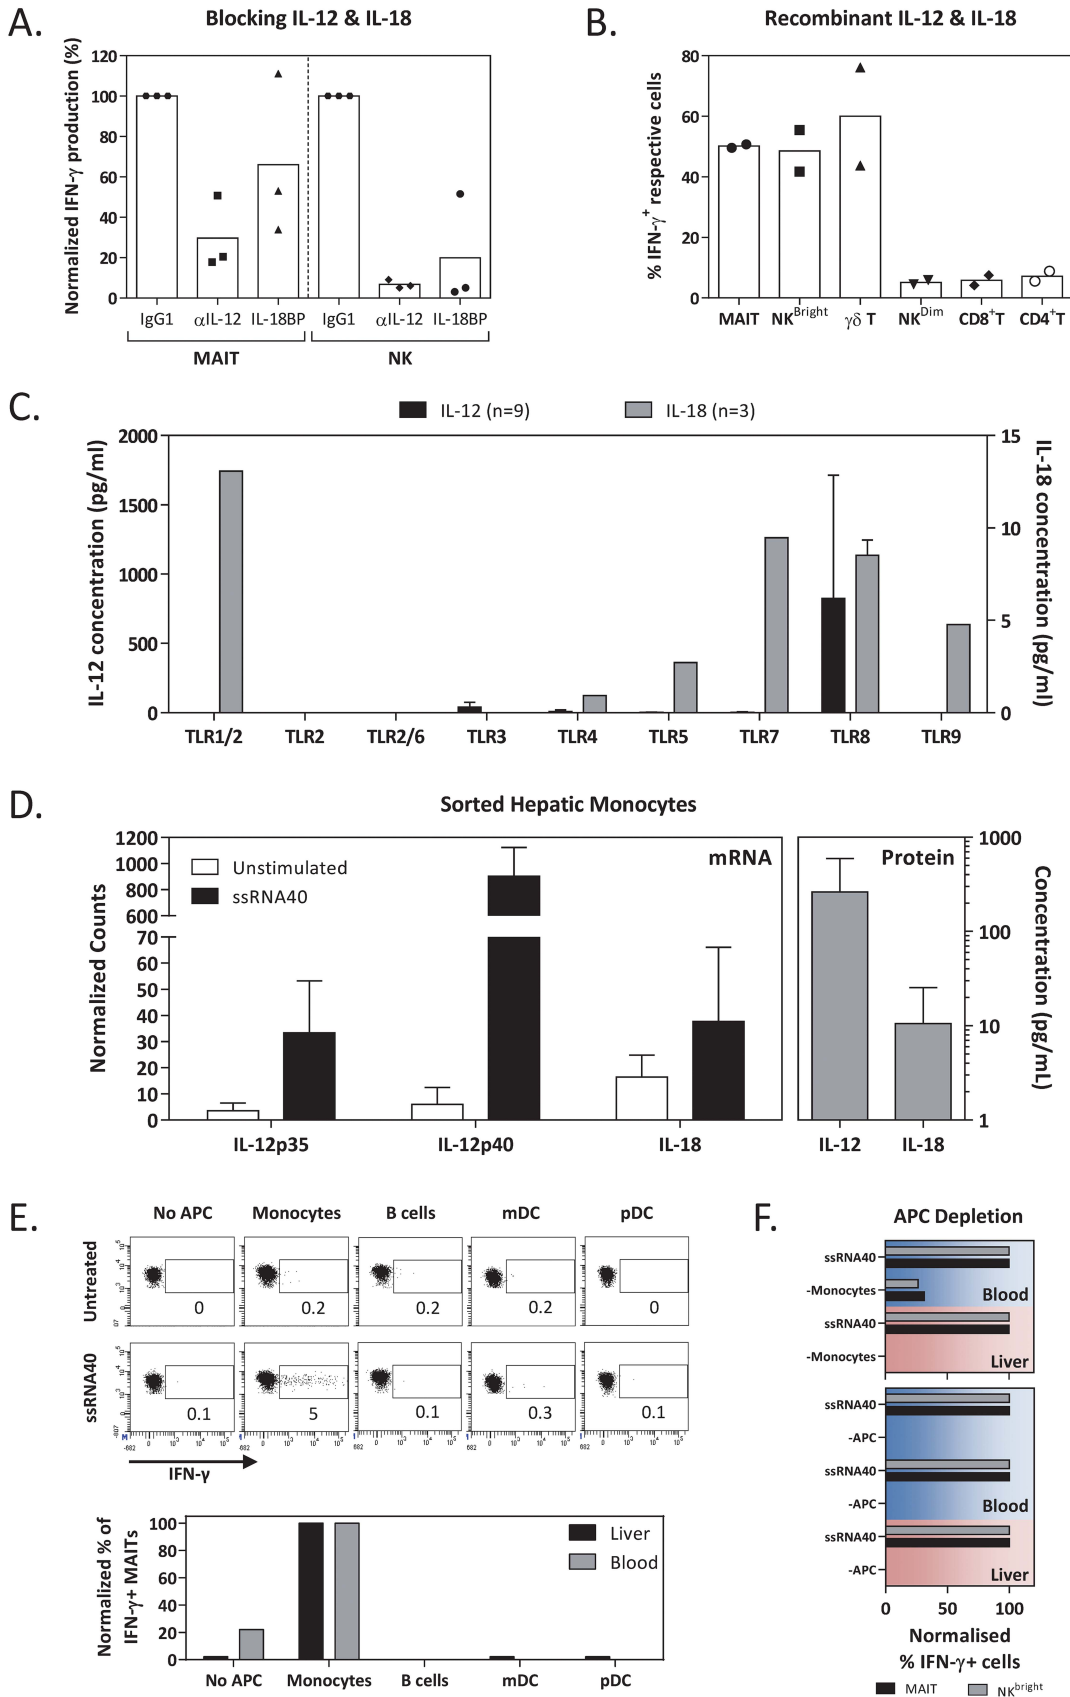 A.
Blocking IL-12 & IL-18
Normalized IFN-γ production (%)
120
100
80
60
40
20
0
IgG1
αIL-12
IL-18BP
IgG1
αIL-12
IL-18BP
MAIT
NK
B.
Recombinant IL-12 & IL-18
% IFN-γ+ respective cells
80
60
40
20
0
MAIT
NKBright
γδ T
NKDim
CD8+T
CD4+T
C.
IL-12 (n=9)
IL-18 (n=3)
IL-12 concentration (pg/ml)
2000
1500
1000
500
0
15
10
5
0
IL-18 concentration (pg/ml)
TLR1/2
TLR2
TLR2/6
TLR3
TLR4
TLR5
TLR7
TLR8
TLR9
D.
Sorted Hepatic Monocytes
Normalized Counts
1200
1000
800
600
70
60
50
40
30
20
10
0
Unstimulated
ssRNA40
mRNA
IL-12p35
IL-12p40
IL-18
Protein
1000
100
10
1
Concentration (pg/mL)
IL-12
IL-18
E.
No APC
Monocytes
B cells
mDC
pDC
Untreated
0
0.2
0.2
0.2
0
ssRNA40
0.1
5
0.1
0.3
0.1
IFN-γ
Normalized % of
IFN-γ+ MAITs
100
80
60
40
20
0
Liver
Blood
No APC
Monocytes
B cells
mDC
pDC
F.
APC Depletion
ssRNA40
-Monocytes
Blood
ssRNA40
-Monocytes
Liver
ssRNA40
-APC
ssRNA40
-APC
Blood
ssRNA40
-APC
Liver
0
50
100
Normalised
% IFN-γ+ cells
MAIT
NKbright